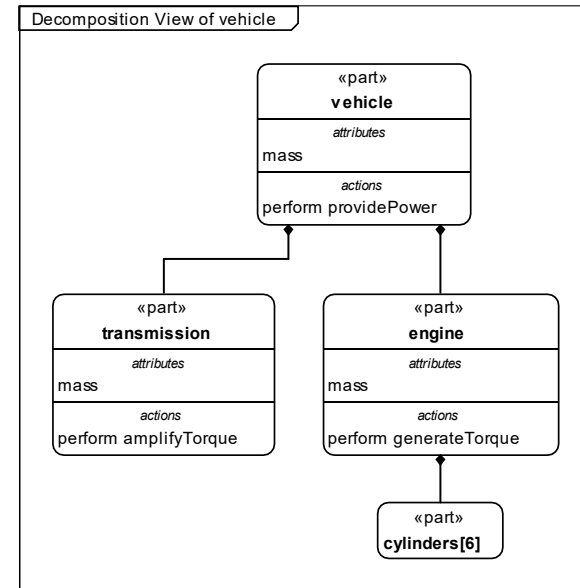 Decomposition View of vehicle
«part»
vehicle
attributes
mass
actions
perform providePower
«part»
transmission
attributes
mass
actions
perform amplifyTorque
«part»
engine
attributes
mass
actions
perform generateTorque
«part»
cylinders[6]